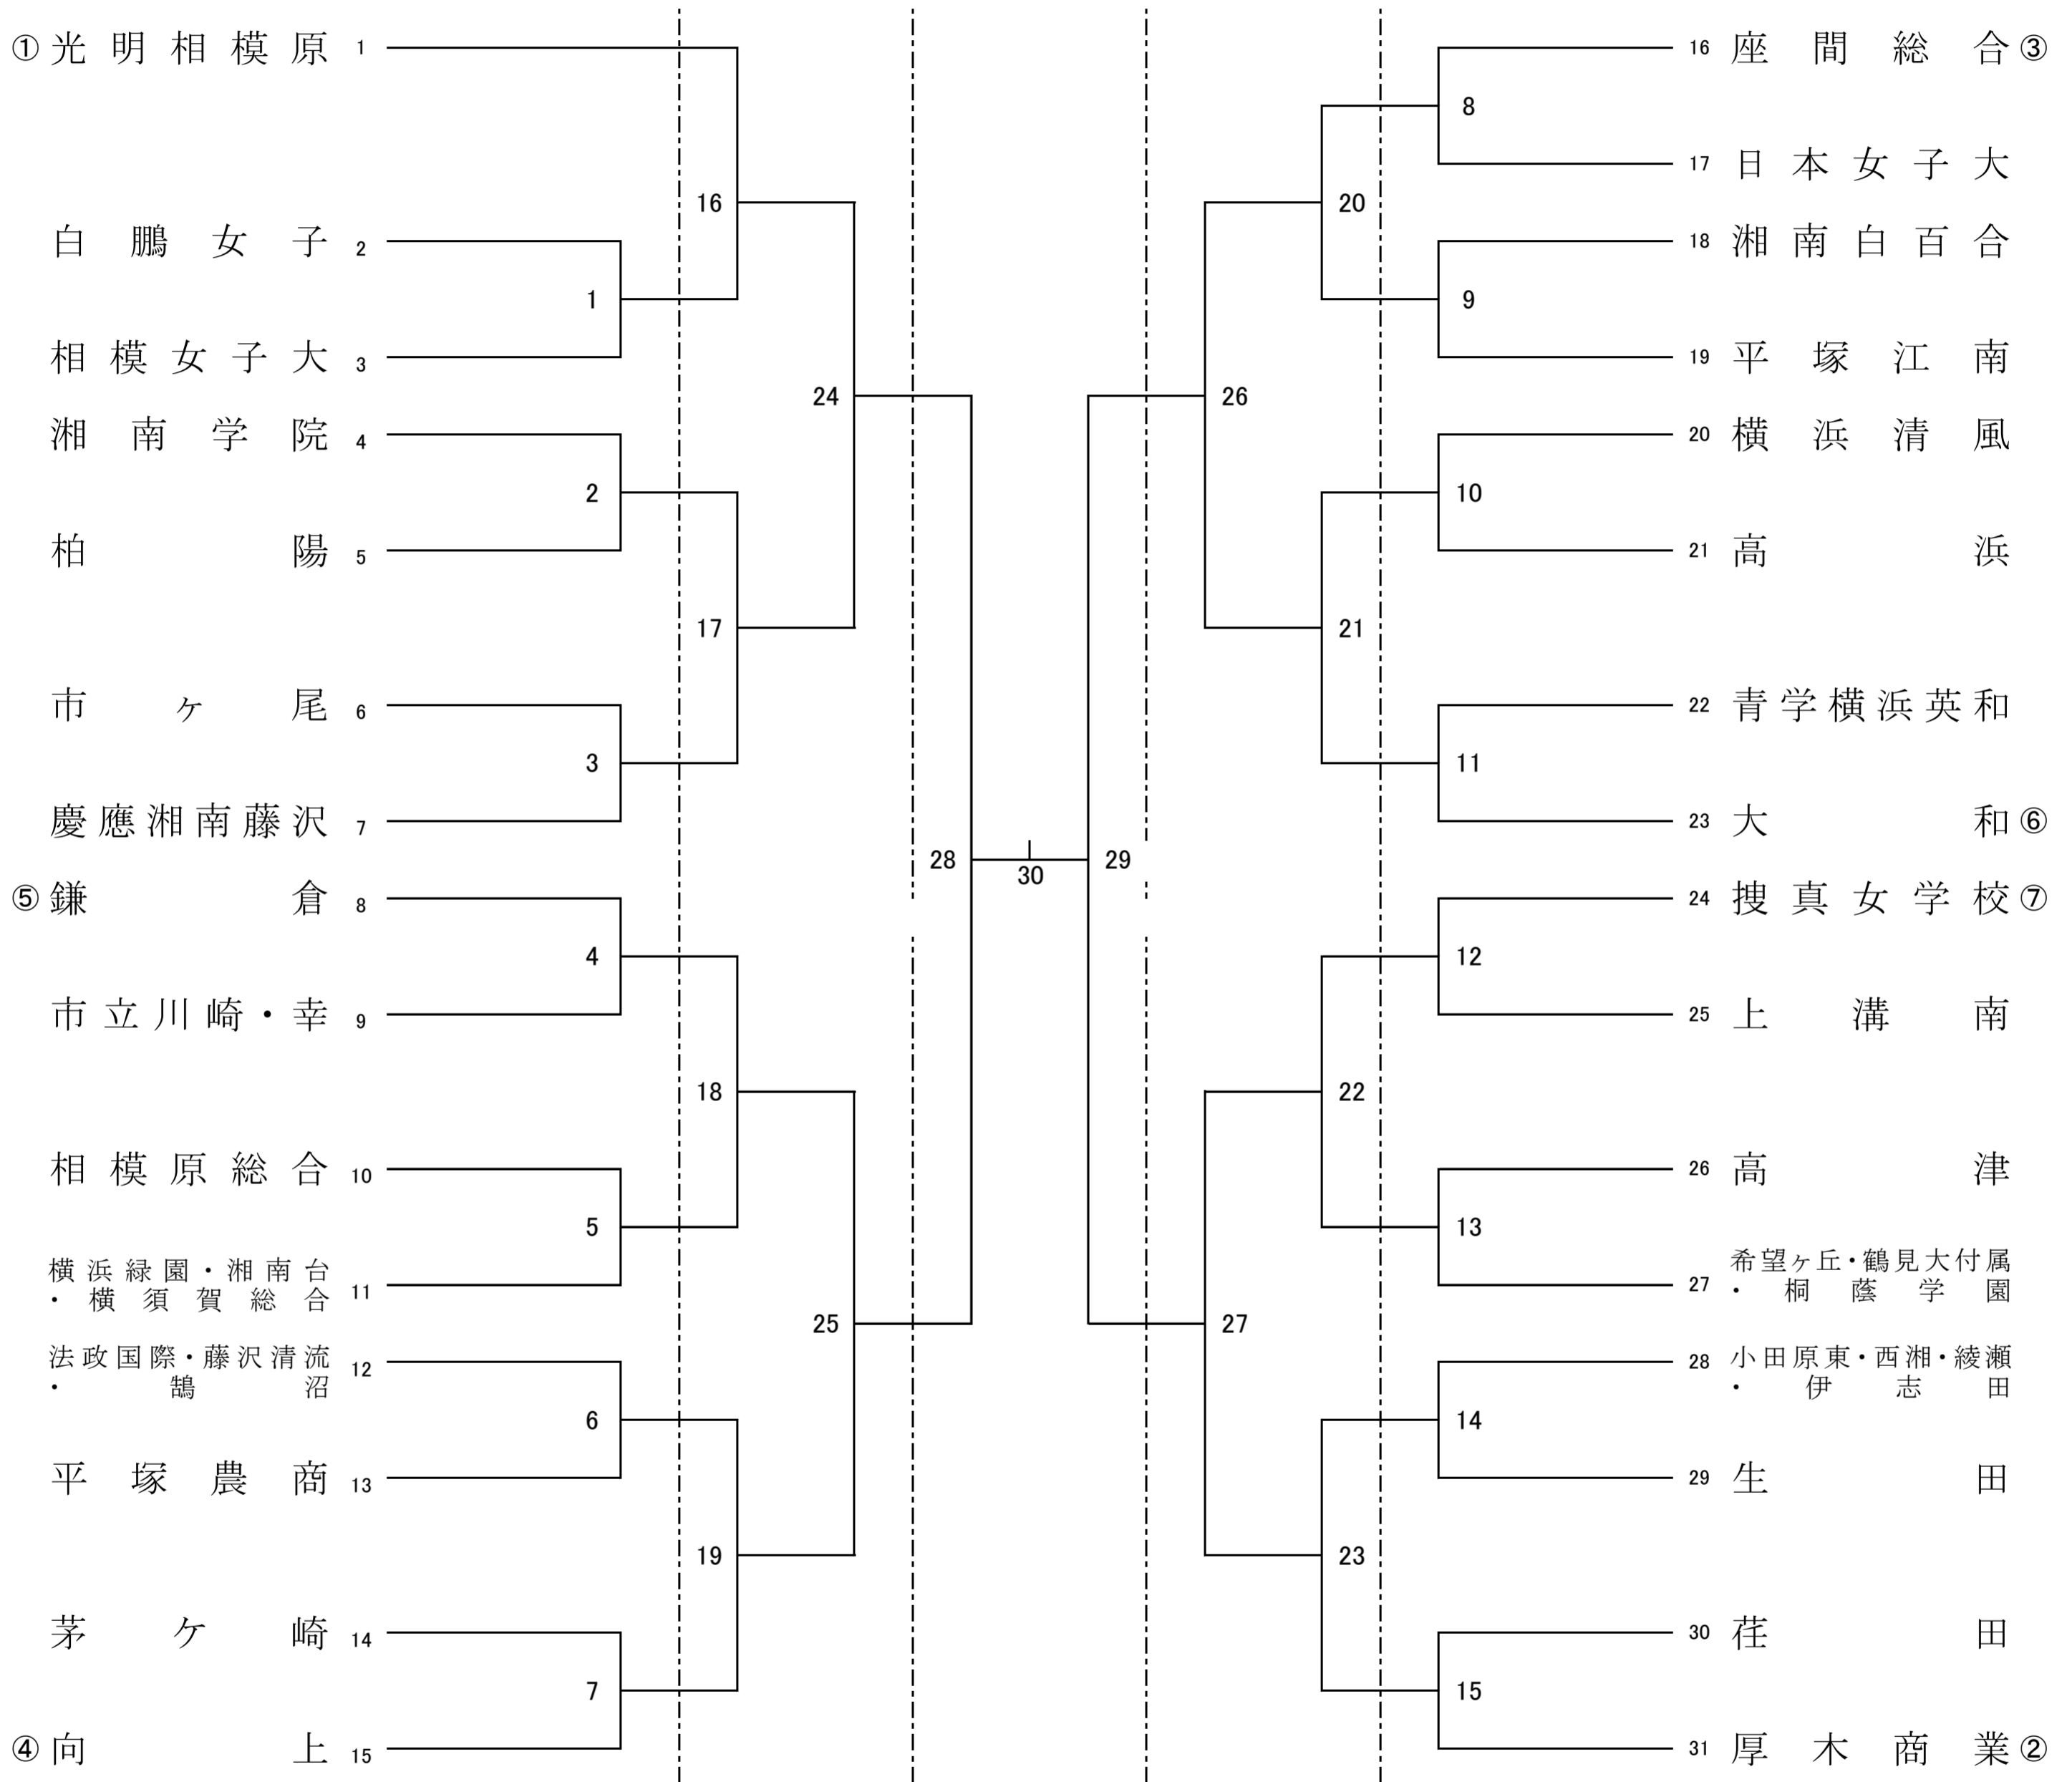 ①光明相模原 1
白鵬女子 2
相模女子大 3
湘南学院 4
柏陽 5
市ヶ尾 6
慶應湘南藤沢 7
⑤鎌倉 8
市立川崎・幸 9
相模原総合 10
横浜緑園・湘南台
・横須賀総合 11
法政国際・藤沢清流
・鵠沼 12
平塚農商 13
茅ケ崎 14
④向上 15
1
2
3
4
5
6
7
16
17
18
19
24
25
28
30
29
26
27
20
21
22
23
8
9
10
11
12
13
14
15
16 座間総合③
17 日本女子大
18 湘南白百合
19 平塚江南
20 横浜清風
21 高浜
22 青学横浜英和
23 大和⑥
24 捜真女学校⑦
25 上溝南
26 高津
27 希望ヶ丘・鶴見大付属
・桐蔭学園
28 小田原東・西湘・綾瀬
・伊志田
29 生田
30 荏田
31 厚木商業②